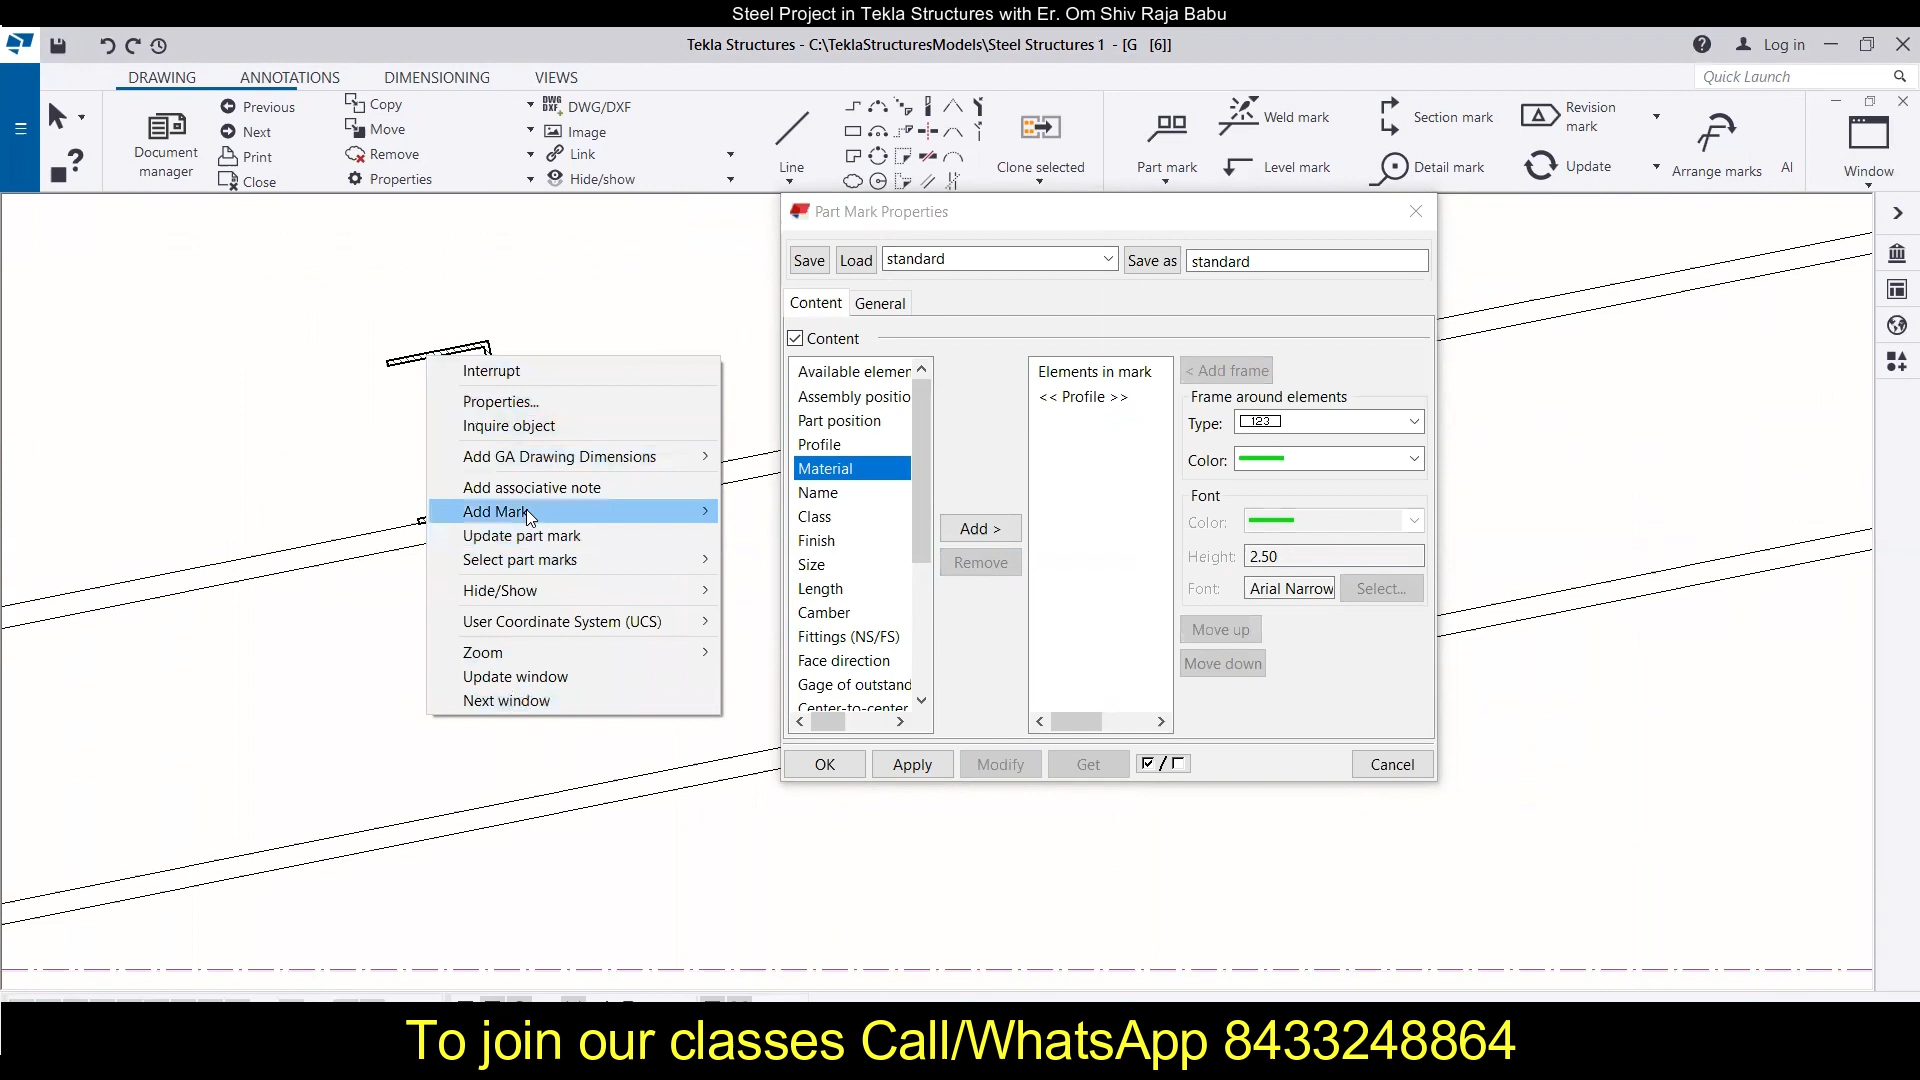 Steel Project in Tekla Structures with Er. Om Shiv Raja Babu
Tekla Structures - C:\TeklaStructuresModels\Steel Structures 1 - [G [6]]
Log in
DRAWING ANNOTATIONS DIMENSIONING VIEWS
Quick Launch
Document manager
Previous
Next
Print
Close
Copy
Move
Remove
Properties
DWG DXF DWG/DXF
Image
Link
Hide/show
Line
Clone selected
Part mark
Weld mark
Level mark
Section mark
Detail mark
Revision mark
Update
Arrange marks
Al
Window
Interrupt
Properties...
Inquire object
Add GA Drawing Dimensions
Add associative note
Add Mark
Update part mark
Select part marks
Hide/Show
User Coordinate System (UCS)
Zoom
Update window
Next window
Part Mark Properties
Save Load standard Save as standard
Content General
Content
Available elemen
Assembly positio
Part position
Profile
Material
Name
Class
Finish
Size
Length
Camber
Fittings (NS/FS)
Face direction
Gage of outstand
Center-to-center
Add >
Remove
Elements in mark
<< Profile >>
< Add frame
Frame around elements
Type: 123
Color:
Font
Color:
Height: 2.50
Font: Arial Narrow Select...
Move up
Move down
OK Apply Modify Get Cancel
To join our classes Call/WhatsApp 8433248864